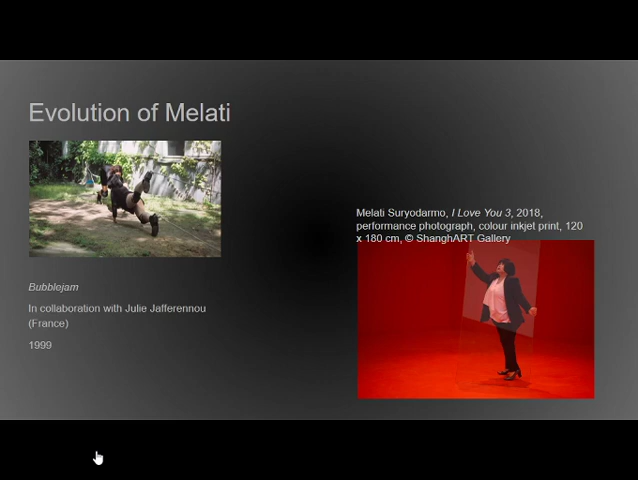 Evolution of Melati
Melati Suryodarmo, I Love You 3, 2018,
performance photograph, colour inkjet print, 120
x 180 cm, © ShanghART Gallery
Bubblejam
In collaboration with Julie Jafferennou
(France)
1999